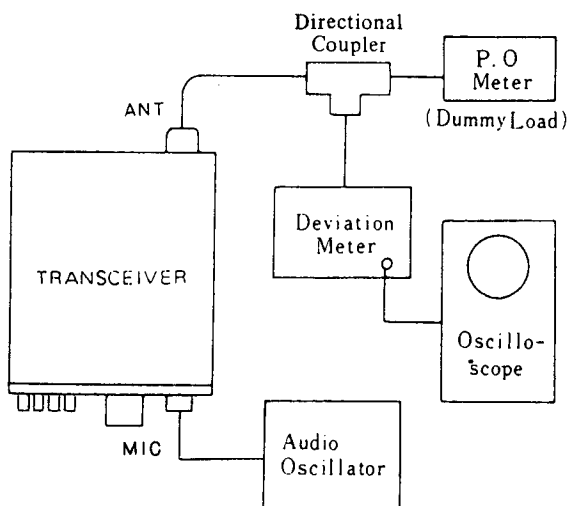 Directional
Coupler
P.O
Meter
(Dummy Load)
ANT
Deviation
Meter
TRANSCEIVER
Oscillo-
scope
MIC
Audio
Oscillator